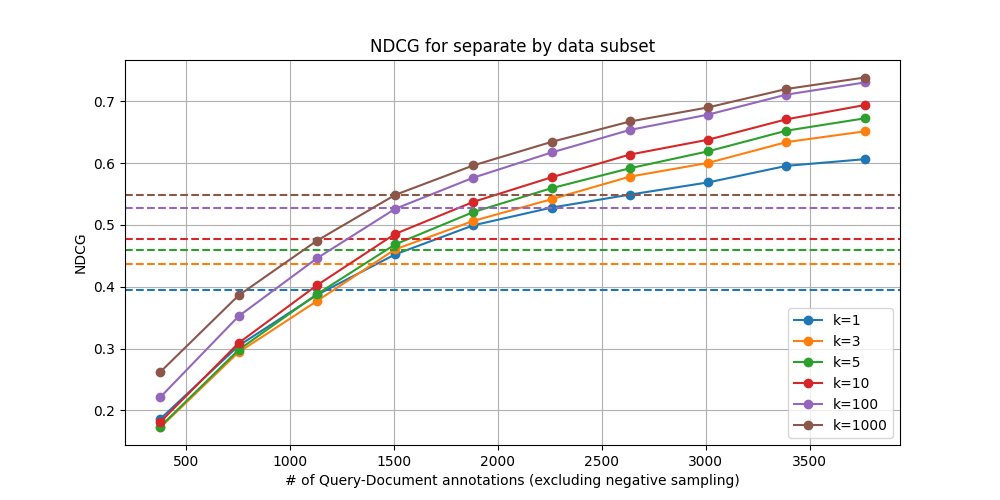 NDCG for separate by data subset
NDCG
0.7
0.6
0.5
0.4
0.3
0.2
500
1000
1500
2000
2500
3000
3500
# of Query-Document annotations (excluding negative sampling)
k=1
k=3
k=5
k=10
k=100
k=1000